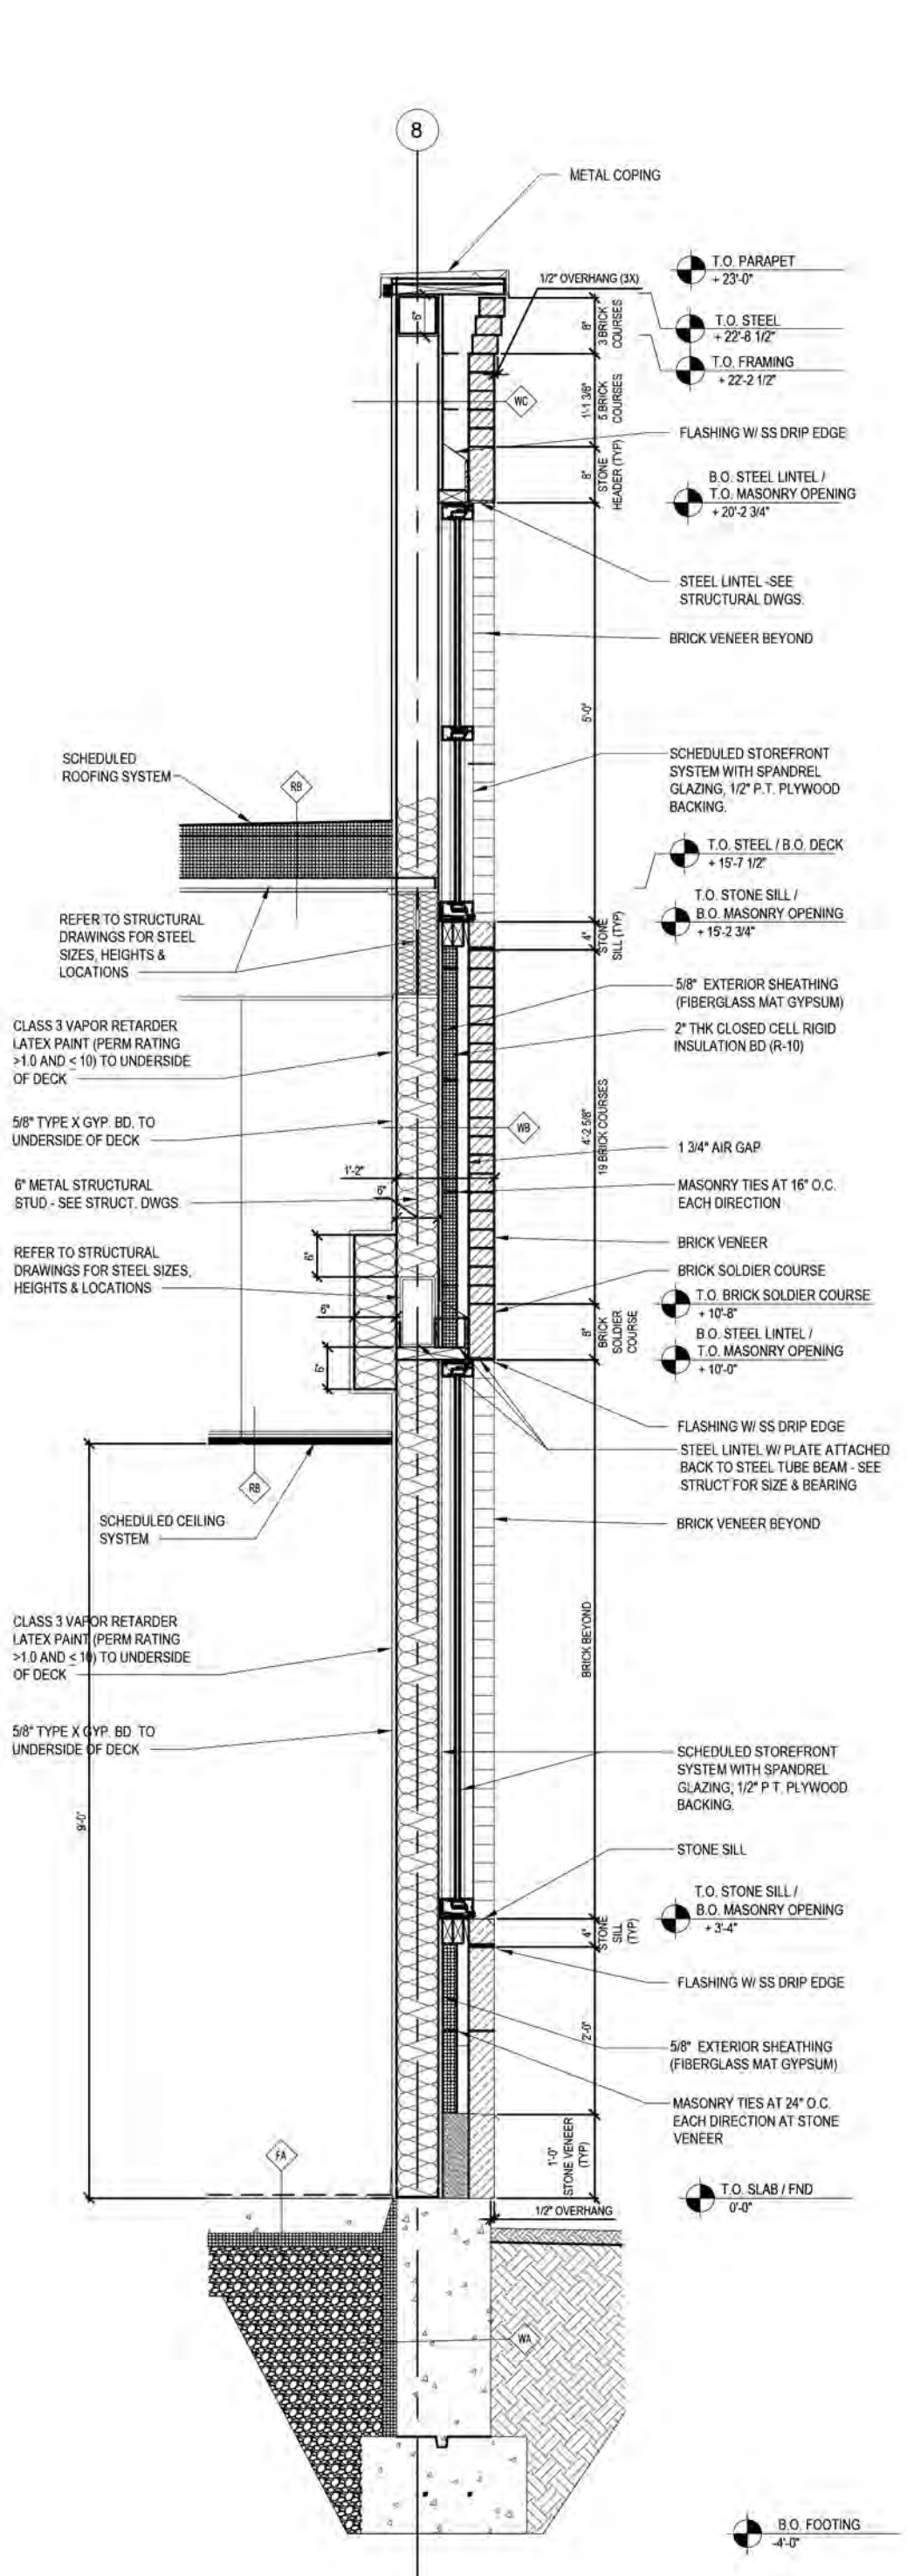 8
METAL COPING
T.O. PARAPET
+ 23'-0"
1/2" OVERHANG (3X)
T.O. STEEL
+ 22'-8 1/2"
T.O. FRAMING
+ 22'-2 1/2"
6"
8"
3 BRICK
COURSES
WC
1'-1 3/8"
5 BRICK
COURSES
FLASHING W/ SS DRIP EDGE
8"
STONE
HEADER (TYP)
B.O. STEEL LINTEL /
T.O. MASONRY OPENING
+ 20'-2 3/4"
STEEL LINTEL -SEE
STRUCTURAL DWGS.
BRICK VENEER BEYOND
5'-0"
SCHEDULED
ROOFING SYSTEM
RB
SCHEDULED STOREFRONT
SYSTEM WITH SPANDREL
GLAZING, 1/2" P.T. PLYWOOD
BACKING.
T.O. STEEL / B.O. DECK
+ 15'-7 1/2"
T.O. STONE SILL /
B.O. MASONRY OPENING
+ 15'-2 3/4"
REFER TO STRUCTURAL
DRAWINGS FOR STEEL
SIZES, HEIGHTS &
LOCATIONS
4"
STONE
SILL (TYP)
5/8" EXTERIOR SHEATHING
(FIBERGLASS MAT GYPSUM)
CLASS 3 VAPOR RETARDER
LATEX PAINT (PERM RATING
>1.0 AND < 10) TO UNDERSIDE
OF DECK
2" THK CLOSED CELL RIGID
INSULATION BD (R-10)
5/8" TYPE X GYP. BD. TO
UNDERSIDE OF DECK
WB
4'-2 5/8"
19 BRICK COURSES
1 3/4" AIR GAP
1'-2"
6"
6" METAL STRUCTURAL
STUD - SEE STRUCT. DWGS.
MASONRY TIES AT 16" O.C.
EACH DIRECTION
BRICK VENEER
REFER TO STRUCTURAL
DRAWINGS FOR STEEL SIZES,
HEIGHTS & LOCATIONS
6"
BRICK SOLDIER COURSE
T.O. BRICK SOLDIER COURSE
+ 10'-8"
6"
8"
BRICK
SOLDIER
COURSE
B.O. STEEL LINTEL /
T.O. MASONRY OPENING
+ 10'-0"
6"
FLASHING W/ SS DRIP EDGE
STEEL LINTEL W/ PLATE ATTACHED
BACK TO STEEL TUBE BEAM - SEE
STRUCT FOR SIZE & BEARING
RB
SCHEDULED CEILING
SYSTEM
BRICK VENEER BEYOND
BRICK BEYOND
CLASS 3 VAPOR RETARDER
LATEX PAINT (PERM RATING
>1.0 AND < 10) TO UNDERSIDE
OF DECK
5/8" TYPE X GYP. BD. TO
UNDERSIDE OF DECK
9'-0"
SCHEDULED STOREFRONT
SYSTEM WITH SPANDREL
GLAZING, 1/2" P.T. PLYWOOD
BACKING.
STONE SILL
T.O. STONE SILL /
B.O. MASONRY OPENING
+ 3'-4"
4"
STONE
SILL
(TYP)
FLASHING W/ SS DRIP EDGE
2'-0"
5/8" EXTERIOR SHEATHING
(FIBERGLASS MAT GYPSUM)
MASONRY TIES AT 24" O.C.
EACH DIRECTION AT STONE
VENEER
1'-0"
STONE VENEER
(TYP)
FA
T.O. SLAB / FND
0'-0"
1/2" OVERHANG
WA
B.O. FOOTING
-4'-0"